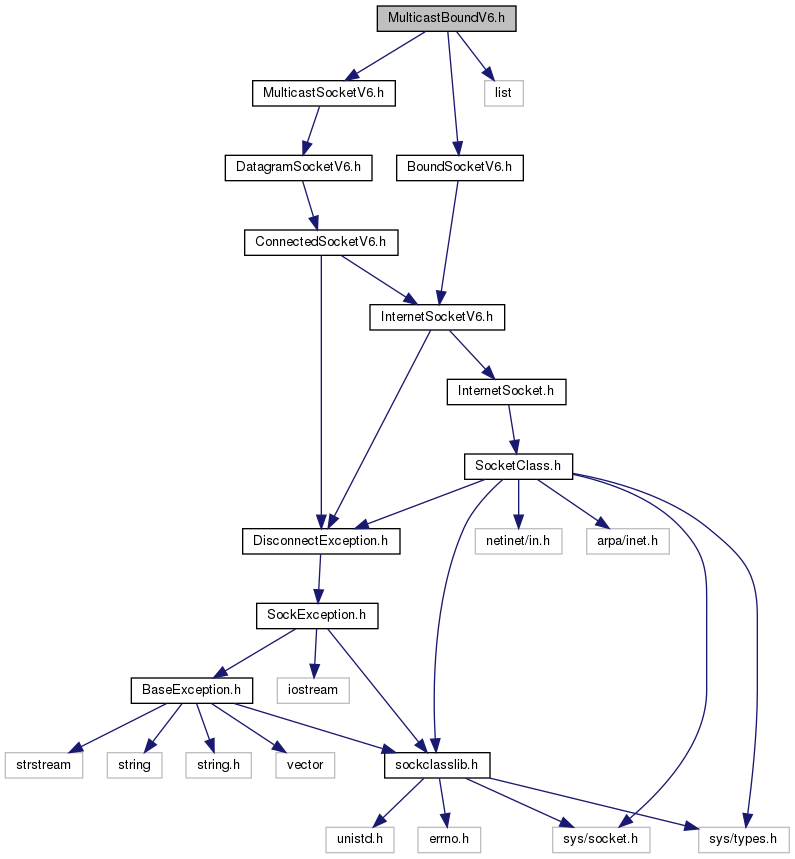 MulticastBoundV6.h
MulticastSocketV6.h
list
DatagramSocketV6.h
BoundSocketV6.h
ConnectedSocketV6.h
InternetSocketV6.h
InternetSocket.h
SocketClass.h
DisconnectException.h
netinet/in.h
arpa/inet.h
SockException.h
BaseException.h
iostream
strstream
string
string.h
vector
sockclasslib.h
unistd.h
errno.h
sys/socket.h
sys/types.h